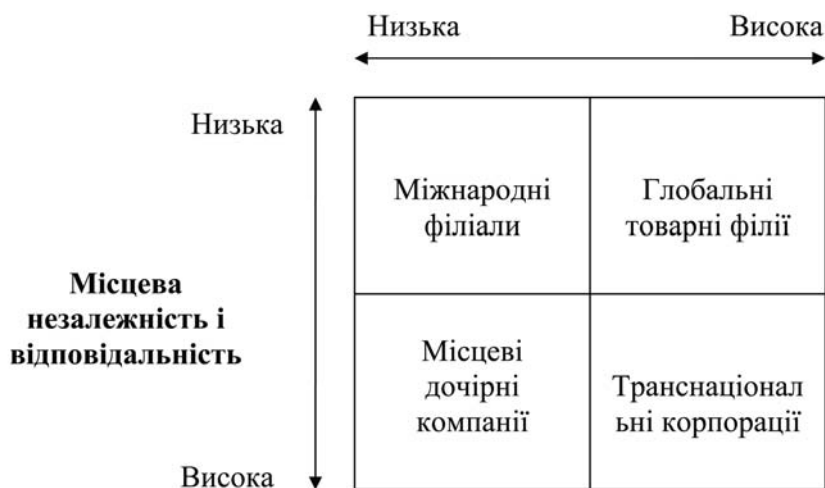 Низька
Висока
Низька
Міжнародні
філіали
Глобальні
товарні філії
Місцева
незалежність і
відповідальність
Місцеві
дочірні
компанії
Транснаціонал
ьні корпорації
Висока